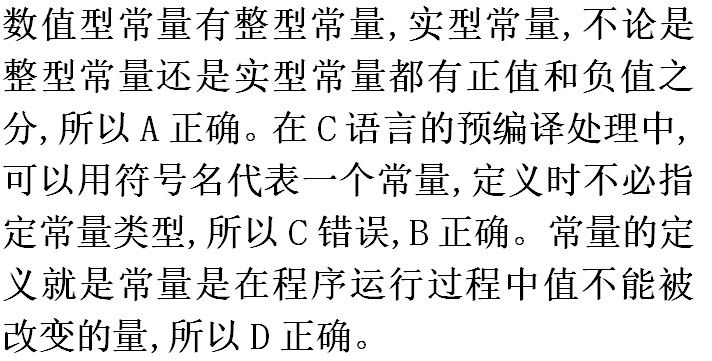 数值型常量有整型常量,实型常量,不论是
整型常量还是实型常量都有正值和负值之
分,所以 A 正确。在 C 语言的预编译处理中,
可以用符号名代表一个常量,定义时不必指
定常量类型,所以 C 错误,B 正确。常量的定
义就是常量是在程序运行过程中值不能被
改变的量,所以 D 正确。